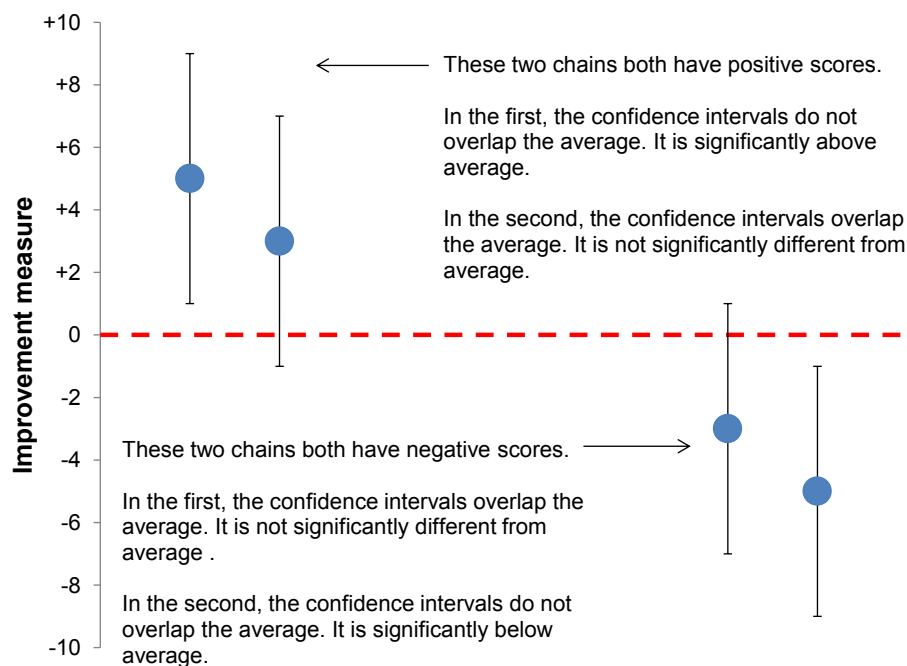 +10
These two chains both have positive scores.
+8
In the first, the confidence intervals do not
overlap the average. It is significantly above
average.
+6
+4
In the second, the confidence intervals overlap
the average. It is not significantly different from
average.
+2
Improvement measure
0
-2
These two chains both have negative scores.
-4
In the first, the confidence intervals overlap the
average. It is not significantly different from
average .
-6
-8
In the second, the confidence intervals do not
overlap the average. It is significantly below
average.
-10